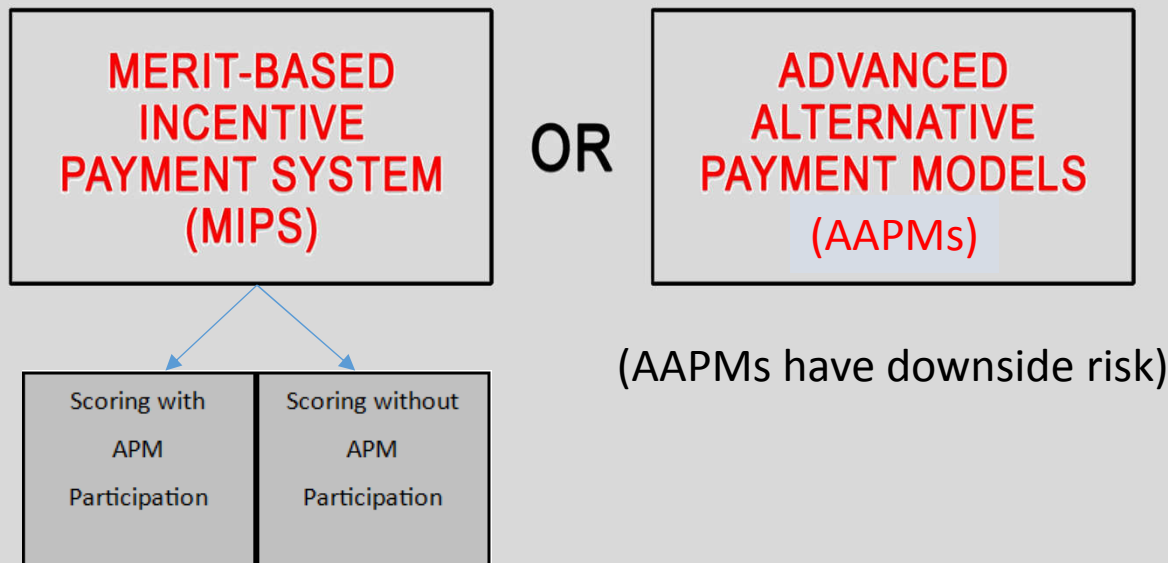 MERIT-BASED
INCENTIVE
PAYMENT SYSTEM
(MIPS)
OR
ADVANCED
ALTERNATIVE
PAYMENT MODELS
(AAPMs)
(AAPMs have downside risk)
Scoring with
APM
Participation
Scoring without
APM
Participation